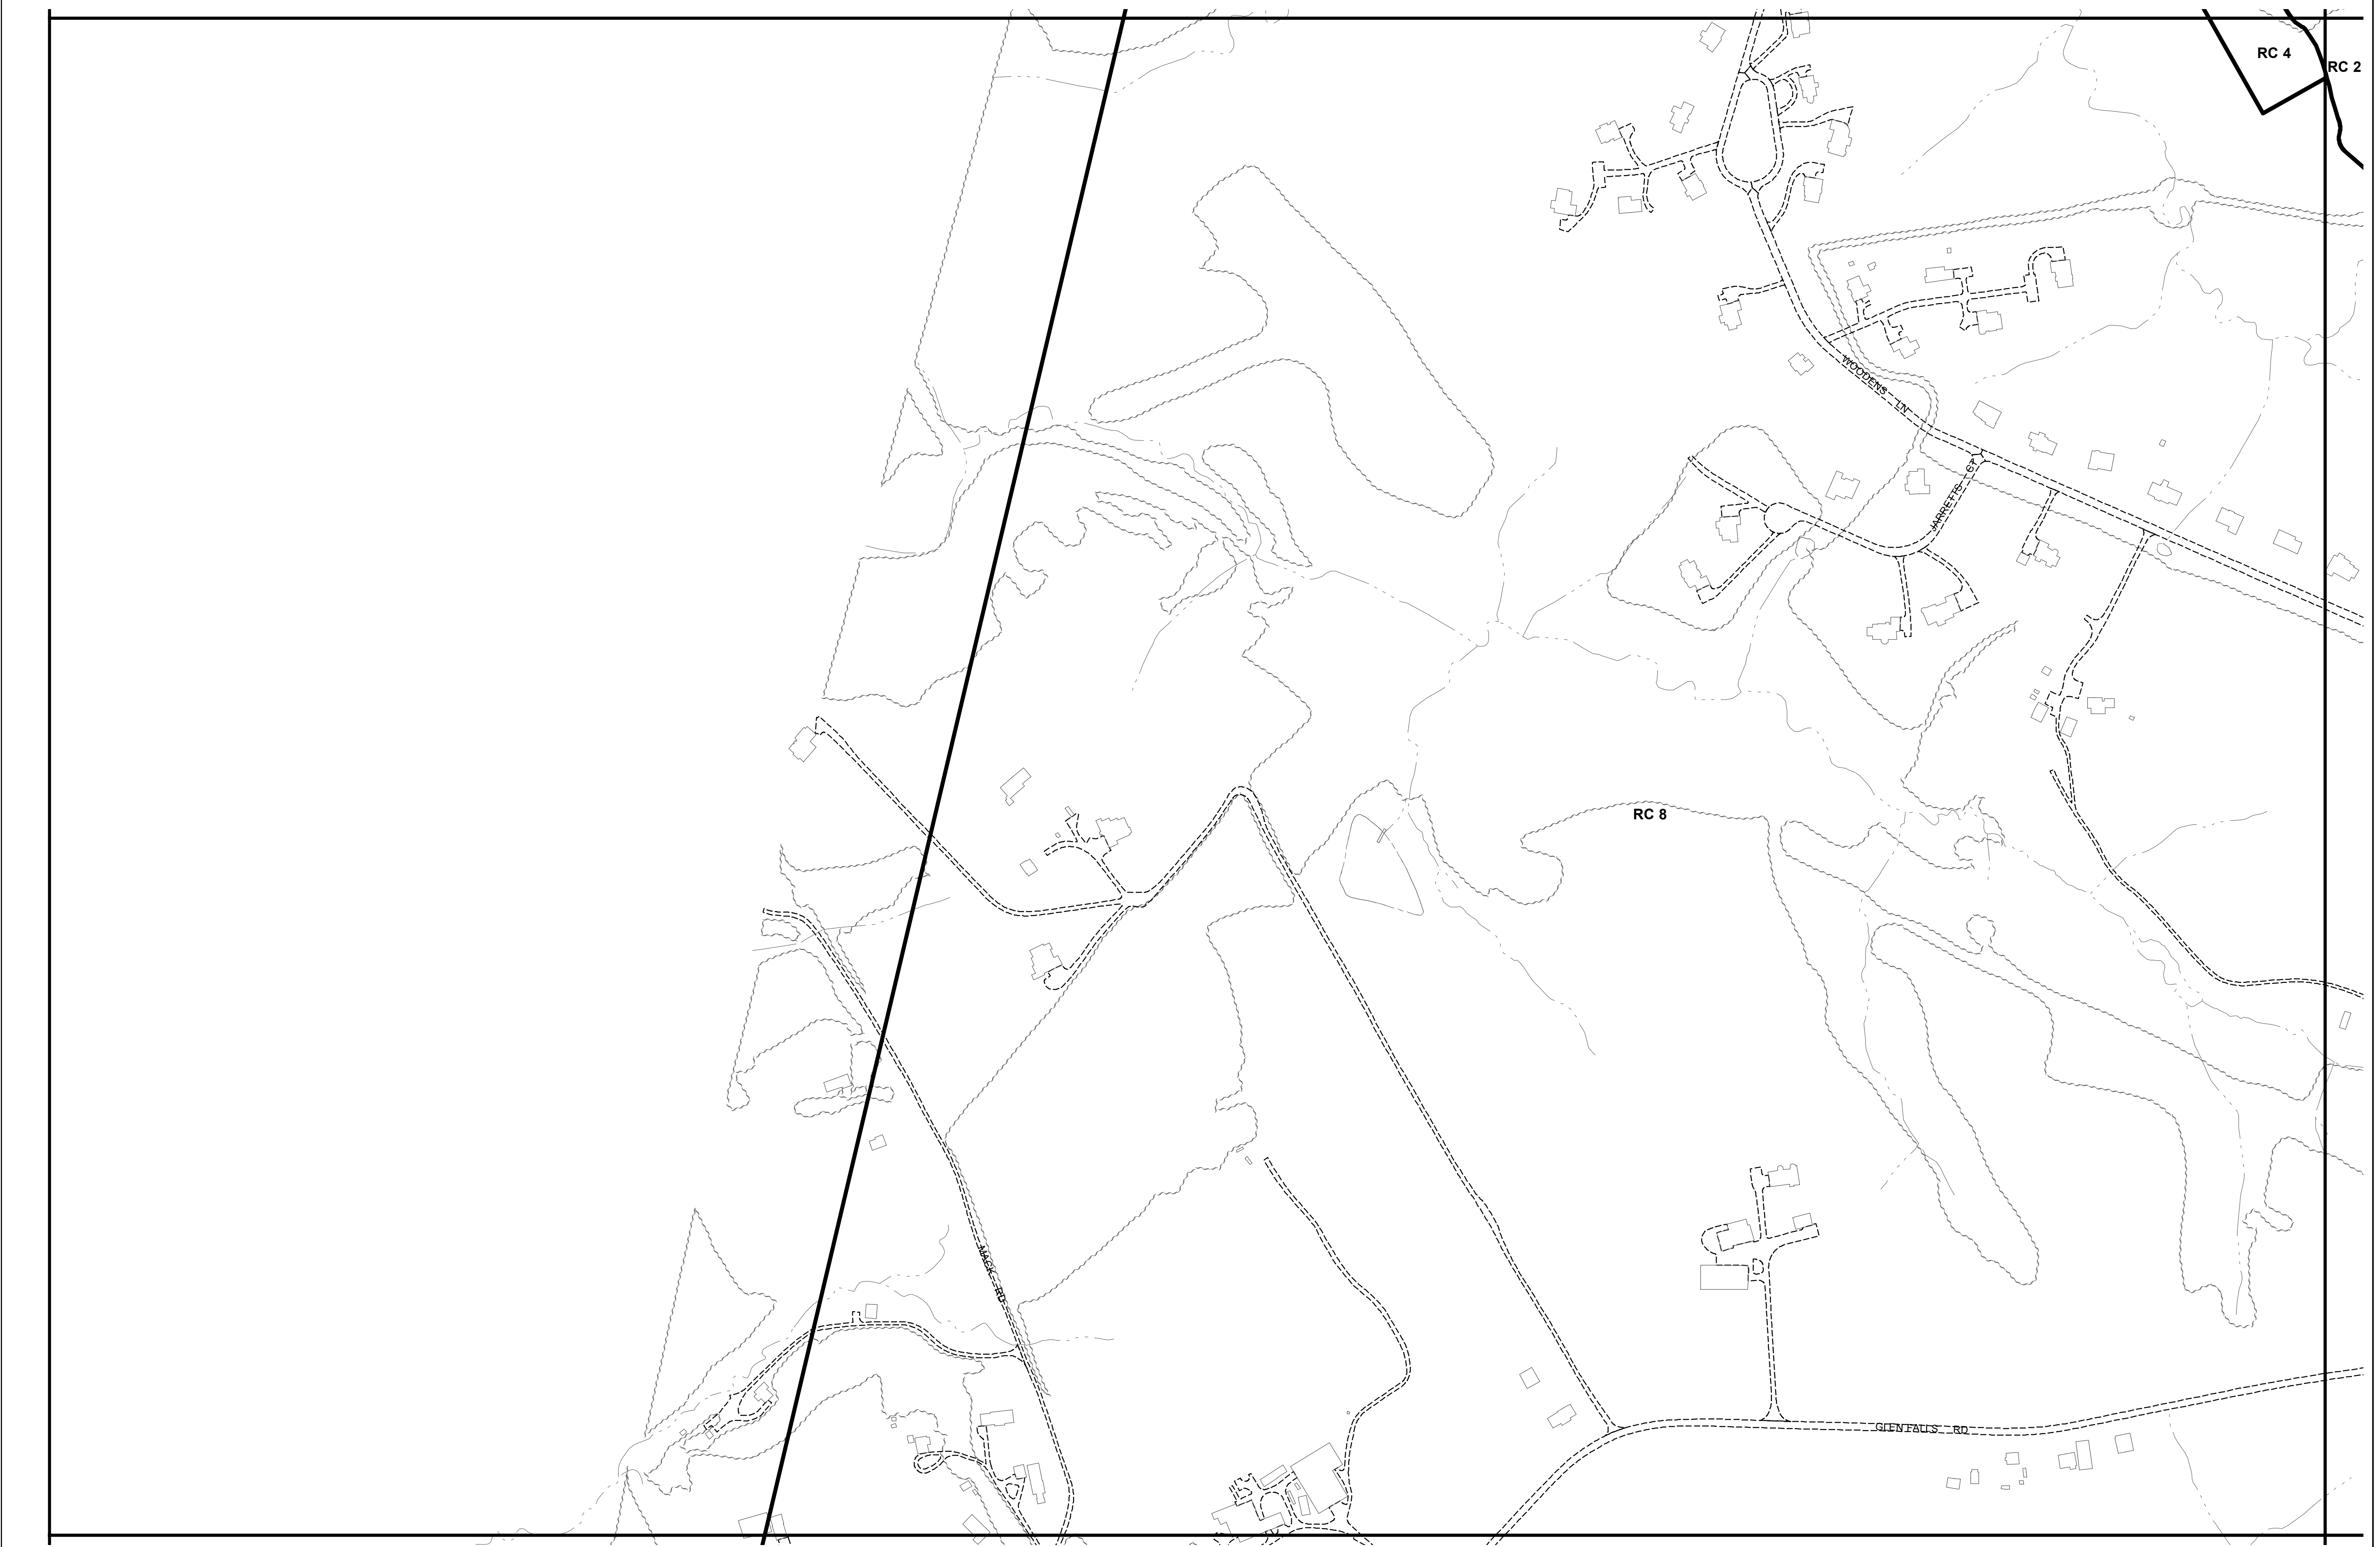 RC 4
RC 2
WOODENS LN
JARRETTS CT
RC 8
MACK RD
GLEN FALLS RD